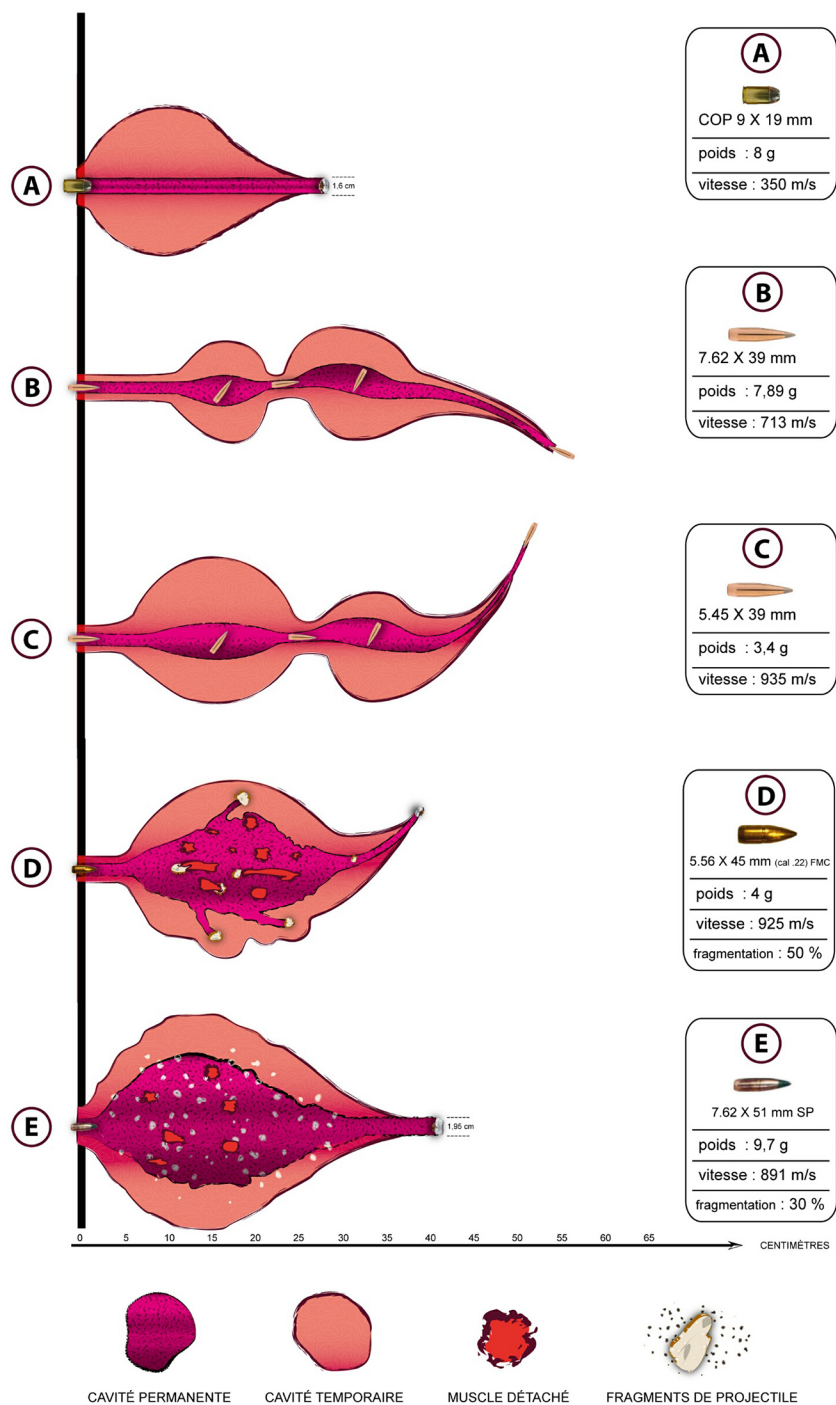 A
COP 9 X 19 mm
poids : 8 g
vitesse : 350 m/s
A
1,6 cm
B
7.62 X 39 mm
poids : 7,89 g
vitesse : 713 m/s
B
C
5.45 X 39 mm
poids : 3,4 g
vitesse : 935 m/s
C
D
5.56 X 45 mm (cal .22) FMC
poids : 4 g
vitesse : 925 m/s
fragmentation : 50 %
D
E
7.62 X 51 mm SP
poids : 9,7 g
vitesse : 891 m/s
fragmentation : 30 %
E
1,95 cm
0 5 10 15 20 25 30 35 40 45 50 55 60 65 CENTIMÈTRES
CAVITÉ PERMANENTE CAVITÉ TEMPORAIRE MUSCLE DÉTACHÉ FRAGMENTS DE PROJECTILE